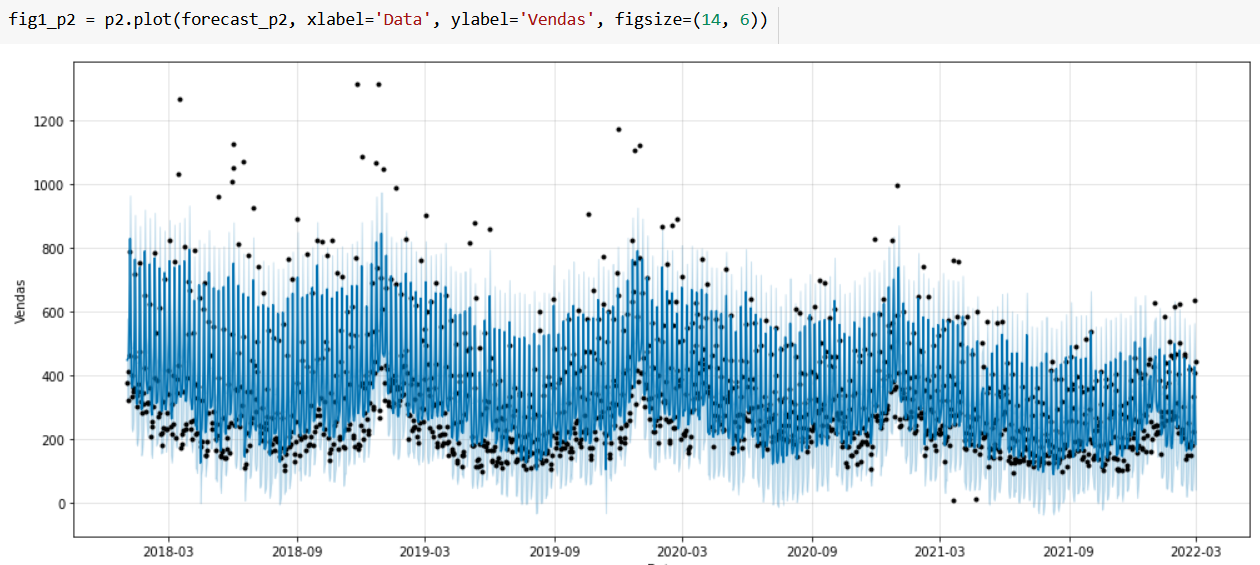 fig1_p2 = p2.plot(forecast_p2, xlabel='Data', ylabel='Vendas', figsize=(14, 6))
1200
1000
800
600
400
200
0
Vendas
2018-03 2018-09 2019-03 2019-09 2020-03 2020-09 2021-03 2021-09 2022-03